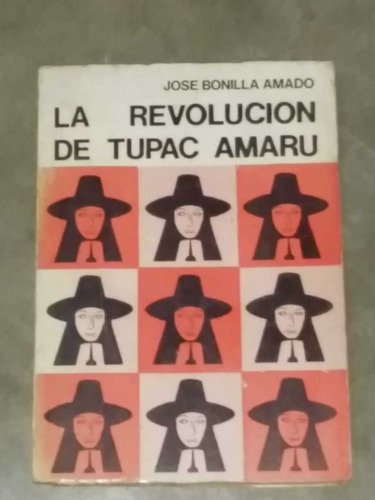 JOSE BONILLA AMADO
LA REVOLUCION
DE TUPAC AMARU